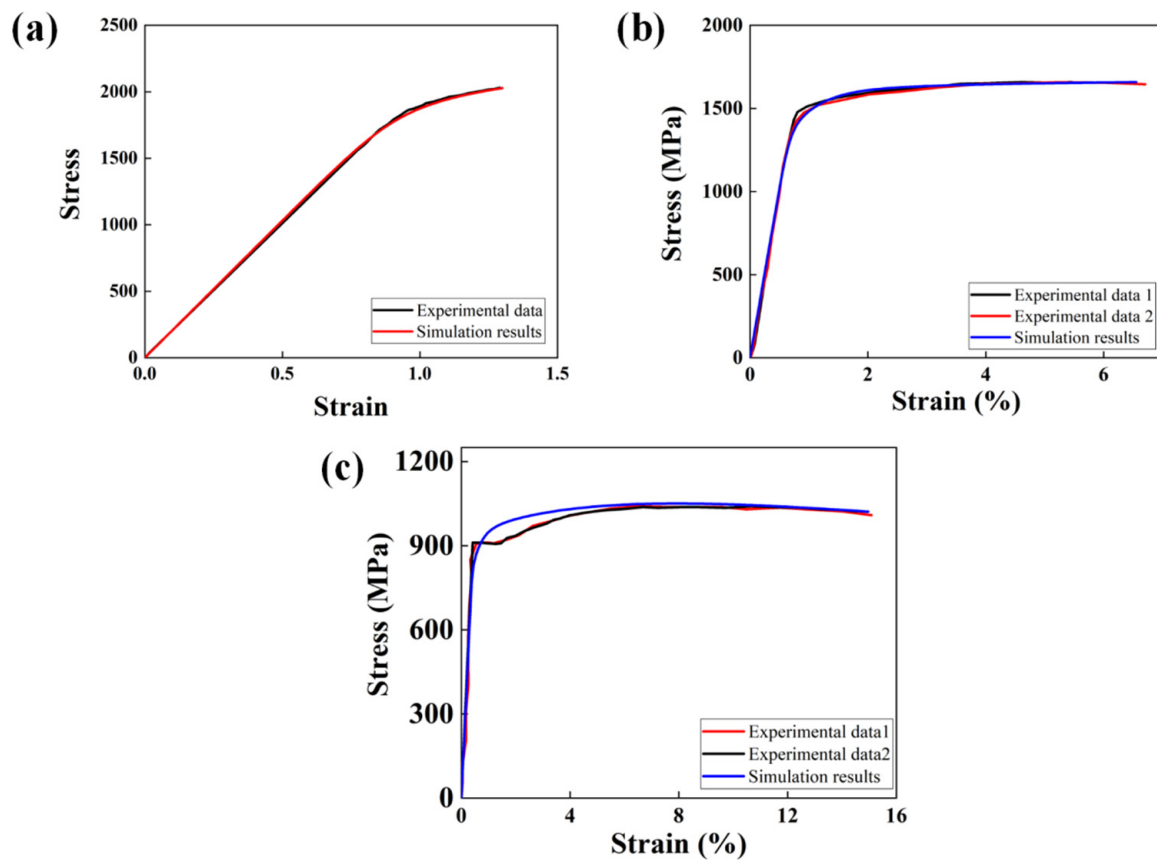 (a)
2500
2000
1500
1000
500
0
Stress
0.0
0.5
1.0
1.5
Strain
Experimental data
Simulation results
(b)
2000
1500
1000
500
0
Stress (MPa)
0
2
4
6
Strain (%)
Experimental data 1
Experimental data 2
Simulation results
(c)
1200
900
600
300
0
Stress (MPa)
0
4
8
12
16
Strain (%)
Experimental data1
Experimental data2
Simulation results